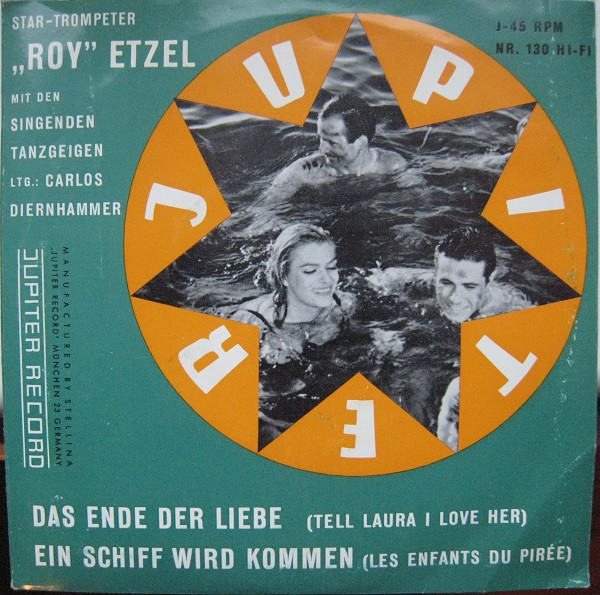 STAR-TROMPETER
„ROY” ETZEL
MIT DEN
SINGENDEN
TANZGEIGEN
LTG.: CARLOS
DIERNHAMMER
J-45 RPM
NR. 130 HI-FI
JUPITER
JUPITER RECORD
MANUFACTURED BY STELLINA
„JUPITER RECORD“ MÜNCHEN 23 GERMANY
DAS ENDE DER LIEBE (TELL LAURA I LOVE HER)
EIN SCHIFF WIRD KOMMEN (LES ENFANTS DU PIRÉE)